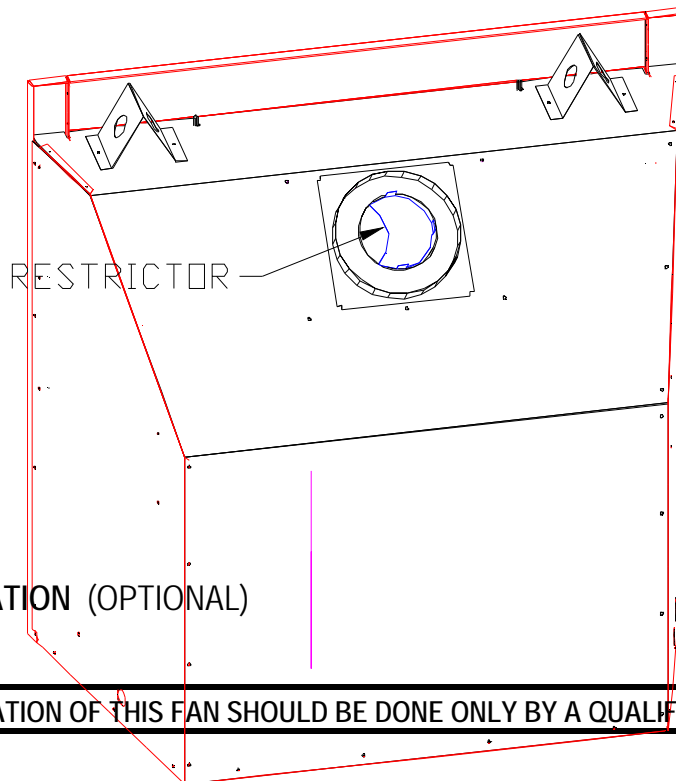 RESTRICTOR
ATION (OPTIONAL)
ATION OF THIS FAN SHOULD BE DONE ONLY BY A QUALIF